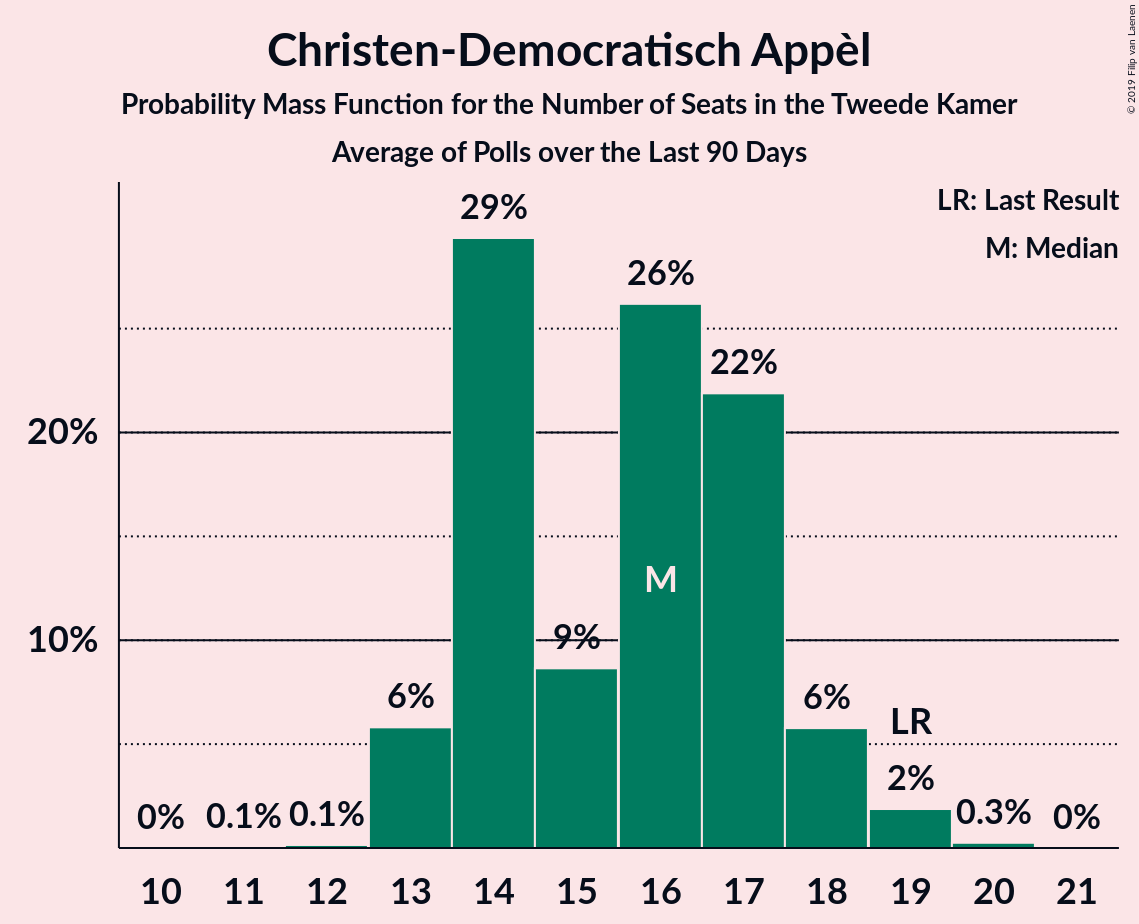 Christen-Democratisch Appèl
Probability Mass Function for the Number of Seats in the Tweede Kamer
Average of Polls over the Last 90 Days
© 2019 Filip van Laenen
LR: Last Result
M: Median
29%
26%
22%
20%
M
10%
9%
6%
6%
LR
2%
0%
0.1%
0.1%
0.3%
0%
10 11 12 13 14 15 16 17 18 19 20 21